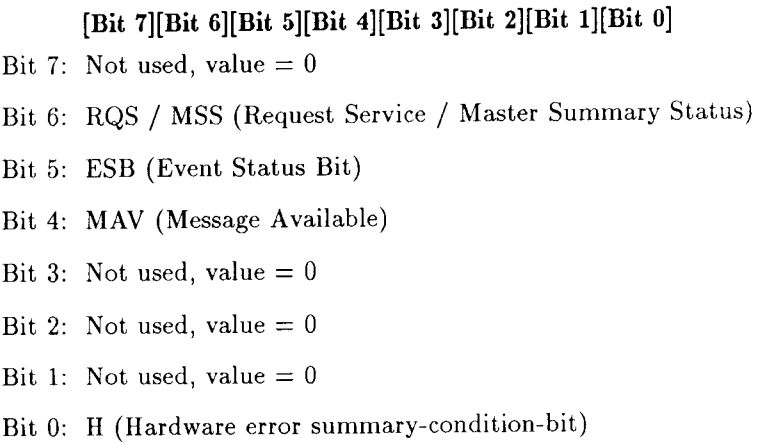 [Bit 7][Bit 6][Bit 5][Bit 4][Bit 3][Bit 2][Bit 1][Bit 0]
Bit 7: Not used, value = 0
Bit 6: RQS / MSS (Request Service / Master Summary Status)
Bit 5: ESB (Event Status Bit)
Bit 4: MAV (Message Available)
Bit 3: Not used, value = 0
Bit 2: Not used, value = 0
Bit 1: Not used, value = 0
Bit 0: H (Hardware error summary-condition-bit)